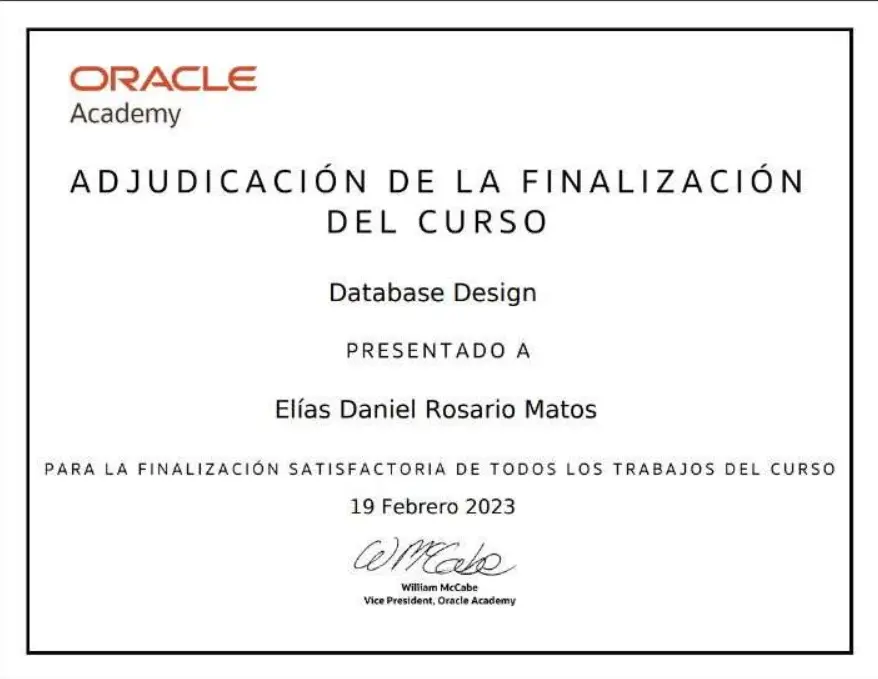 ORACLE
Academy
ADJUDICACIÓN DE LA FINALIZACIÓN
DEL CURSO
Database Design
PRESENTADO A
Elías Daniel Rosario Matos
PARA LA FINALIZACIÓN SATISFACTORIA DE TODOS LOS TRABAJOS DEL CURSO
19 Febrero 2023
W McCabe
William McCabe
Vice President, Oracle Academy